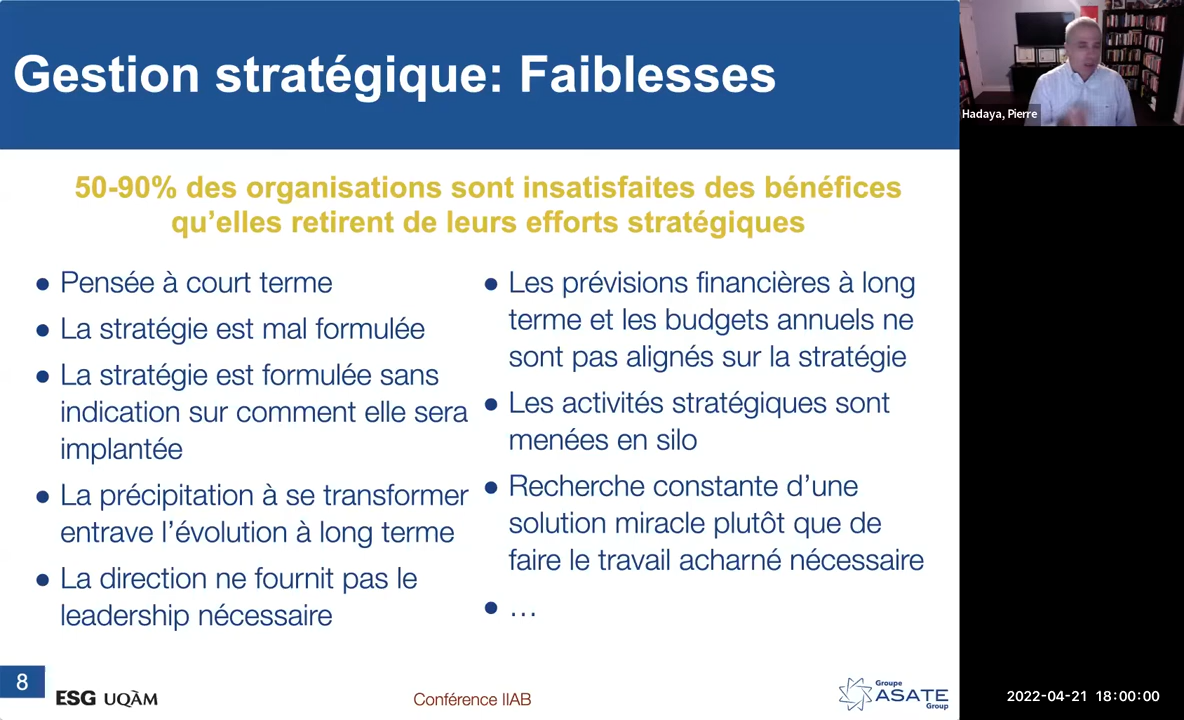 Gestion stratégique: Faiblesses
50-90% des organisations sont insatisfaites des bénéfices
qu’elles retirent de leurs efforts stratégiques
● Pensée à court terme
● La stratégie est mal formulée
● La stratégie est formulée sans
indication sur comment elle sera
implantée
● La précipitation à se transformer
entrave l’évolution à long terme
● La direction ne fournit pas le
leadership nécessaire
● Les prévisions financières à long
terme et les budgets annuels ne
sont pas alignés sur la stratégie
● Les activités stratégiques sont
menées en silo
● Recherche constante d’une
solution miracle plutôt que de
faire le travail acharné nécessaire
● …
8
ESG UQÀM
Conférence IIAB
Groupe
ASATE
Group
Hadaya, Pierre
2022-04-21 18:00:00